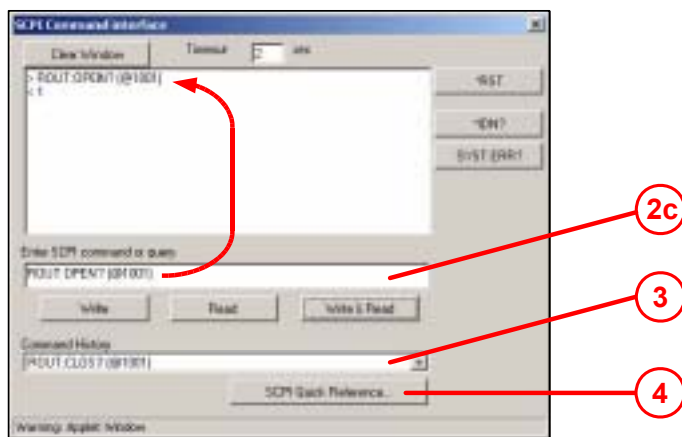 SCPI Command interface
Clear Window Timeout 2 sec
> ROUT:OPEN? (@1001)
< 1
*RST
*IDN?
SYST:ERR?
2c
Enter SCPI command or query
ROUT:OPEN? (@1001)
Write Read Write & Read
3
Command History
ROUT:CLOS? (@1001)
SCPI Quick Reference...
4
Warning: Applet Window